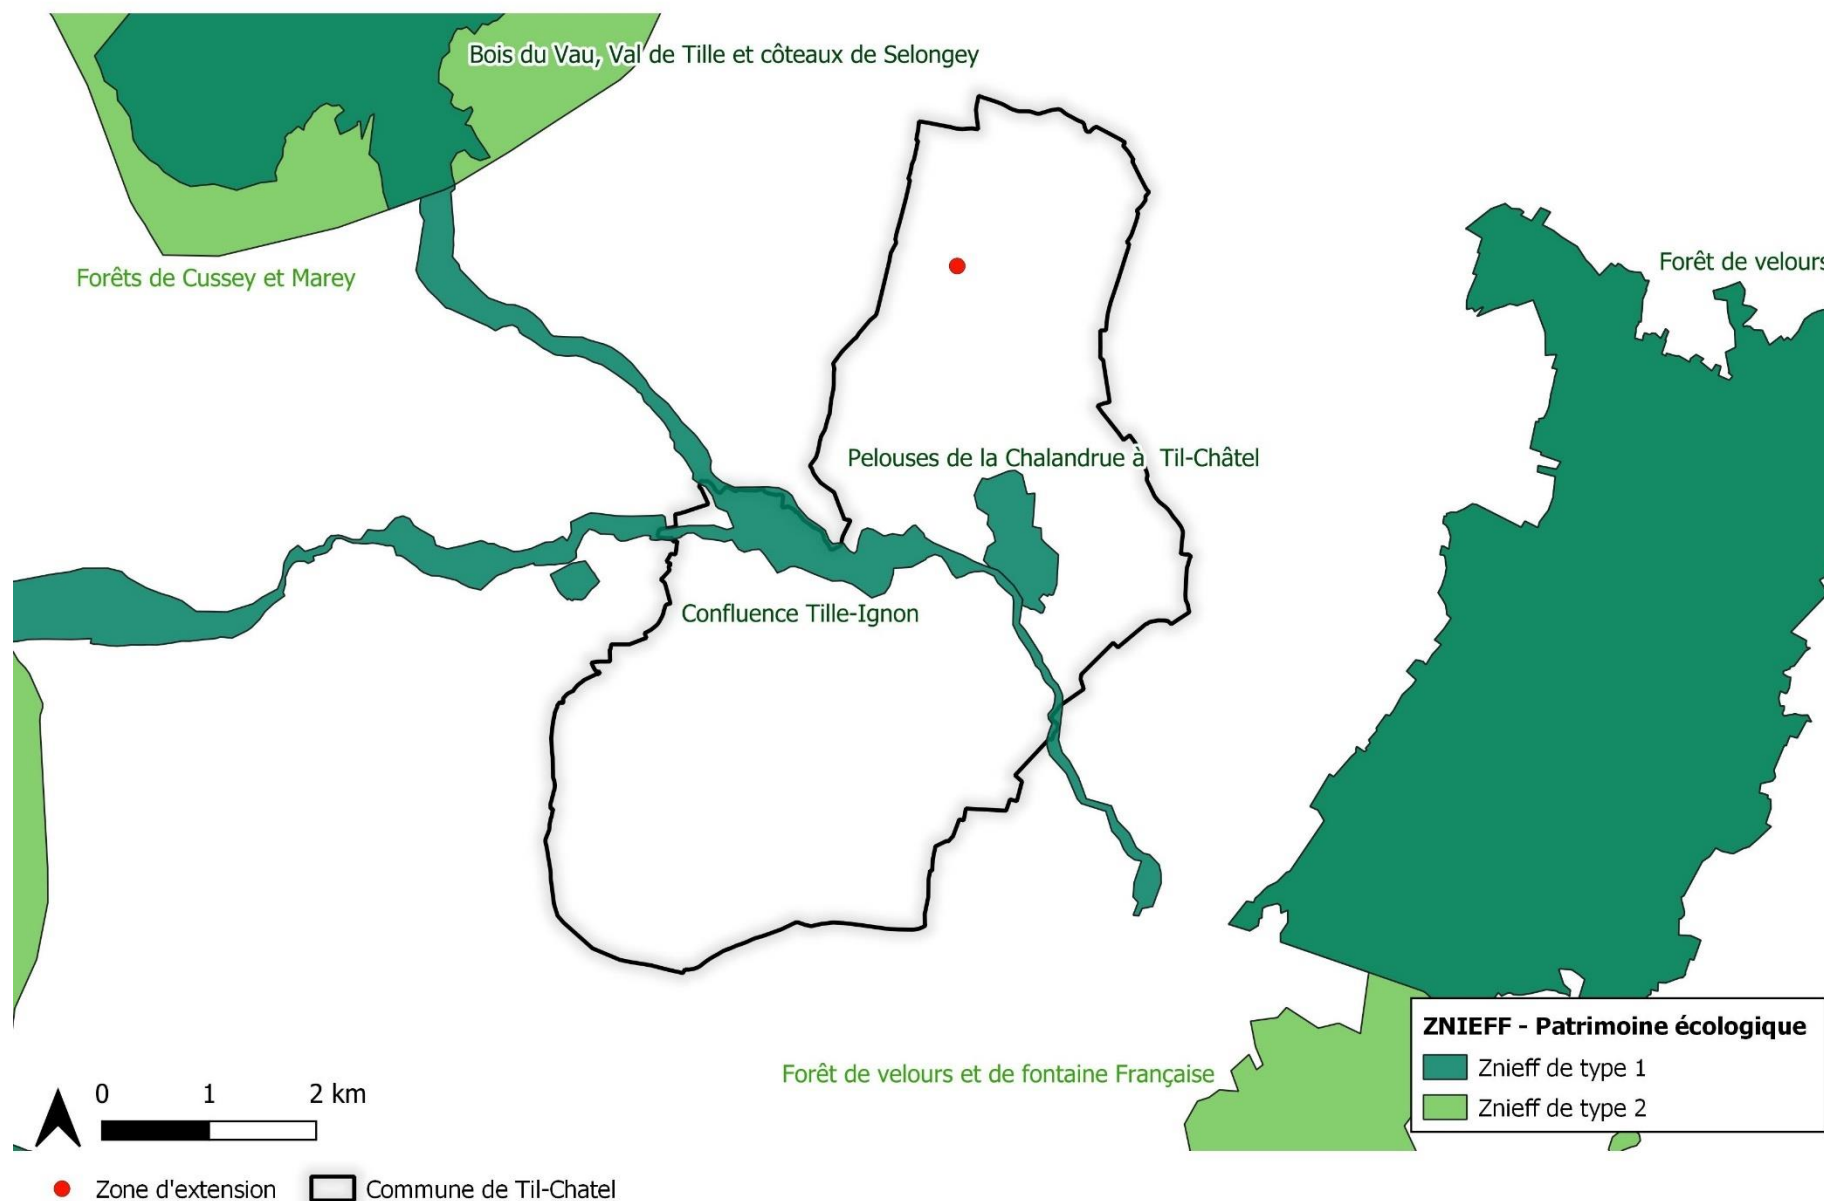 Bois du Vau, Val de Tille et côteaux de Selongey
Forêts de Cussey et Marey
Forêt de velours
Pelouses de la Chalandrue à Til-Châtel
Confluence Tille-Ignon
Forêt de velours et de fontaine Française
ZNIEFF - Patrimoine écologique
Znieff de type 1
Znieff de type 2
0 1 2 km
Zone d'extension
Commune de Til-Chatel